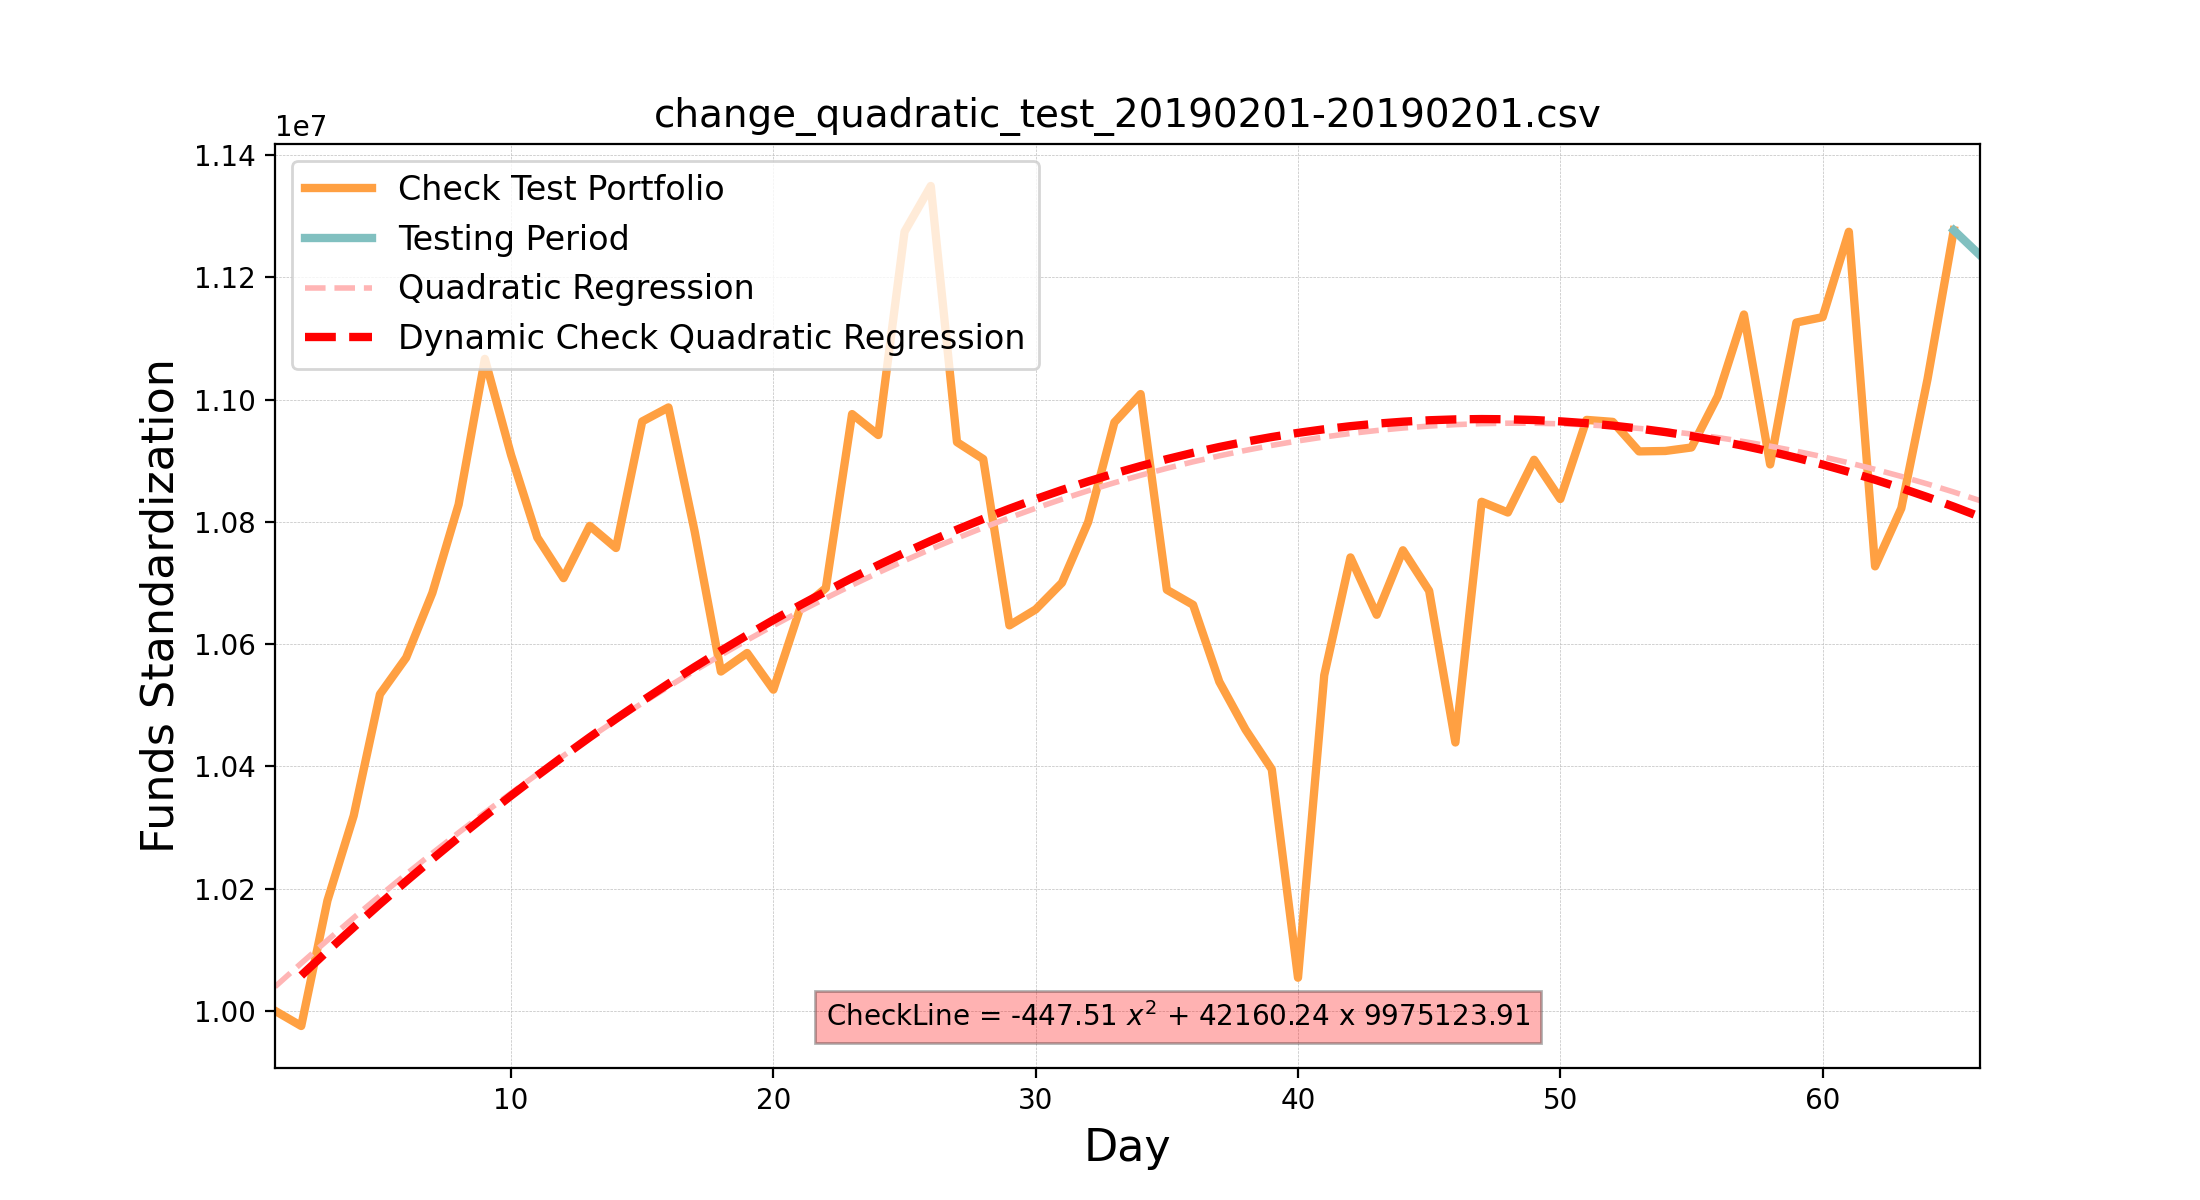 change_quadratic_test_20190201-20190201.csv
1e7
1.14
1.12
1.10
1.08
1.06
1.04
1.02
1.00
Funds Standardization
Check Test Portfolio
Testing Period
Quadratic Regression
Dynamic Check Quadratic Regression
CheckLine = -447.51 x² + 42160.24 x 9975123.91
10 20 30 40 50 60
Day